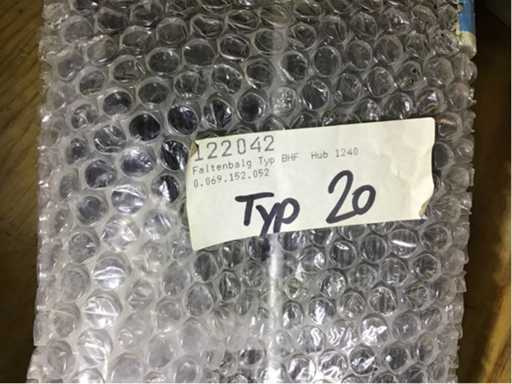 122042
Faltenbalg Typ BHF Hub 1240
0.069.152.052
Typ 20